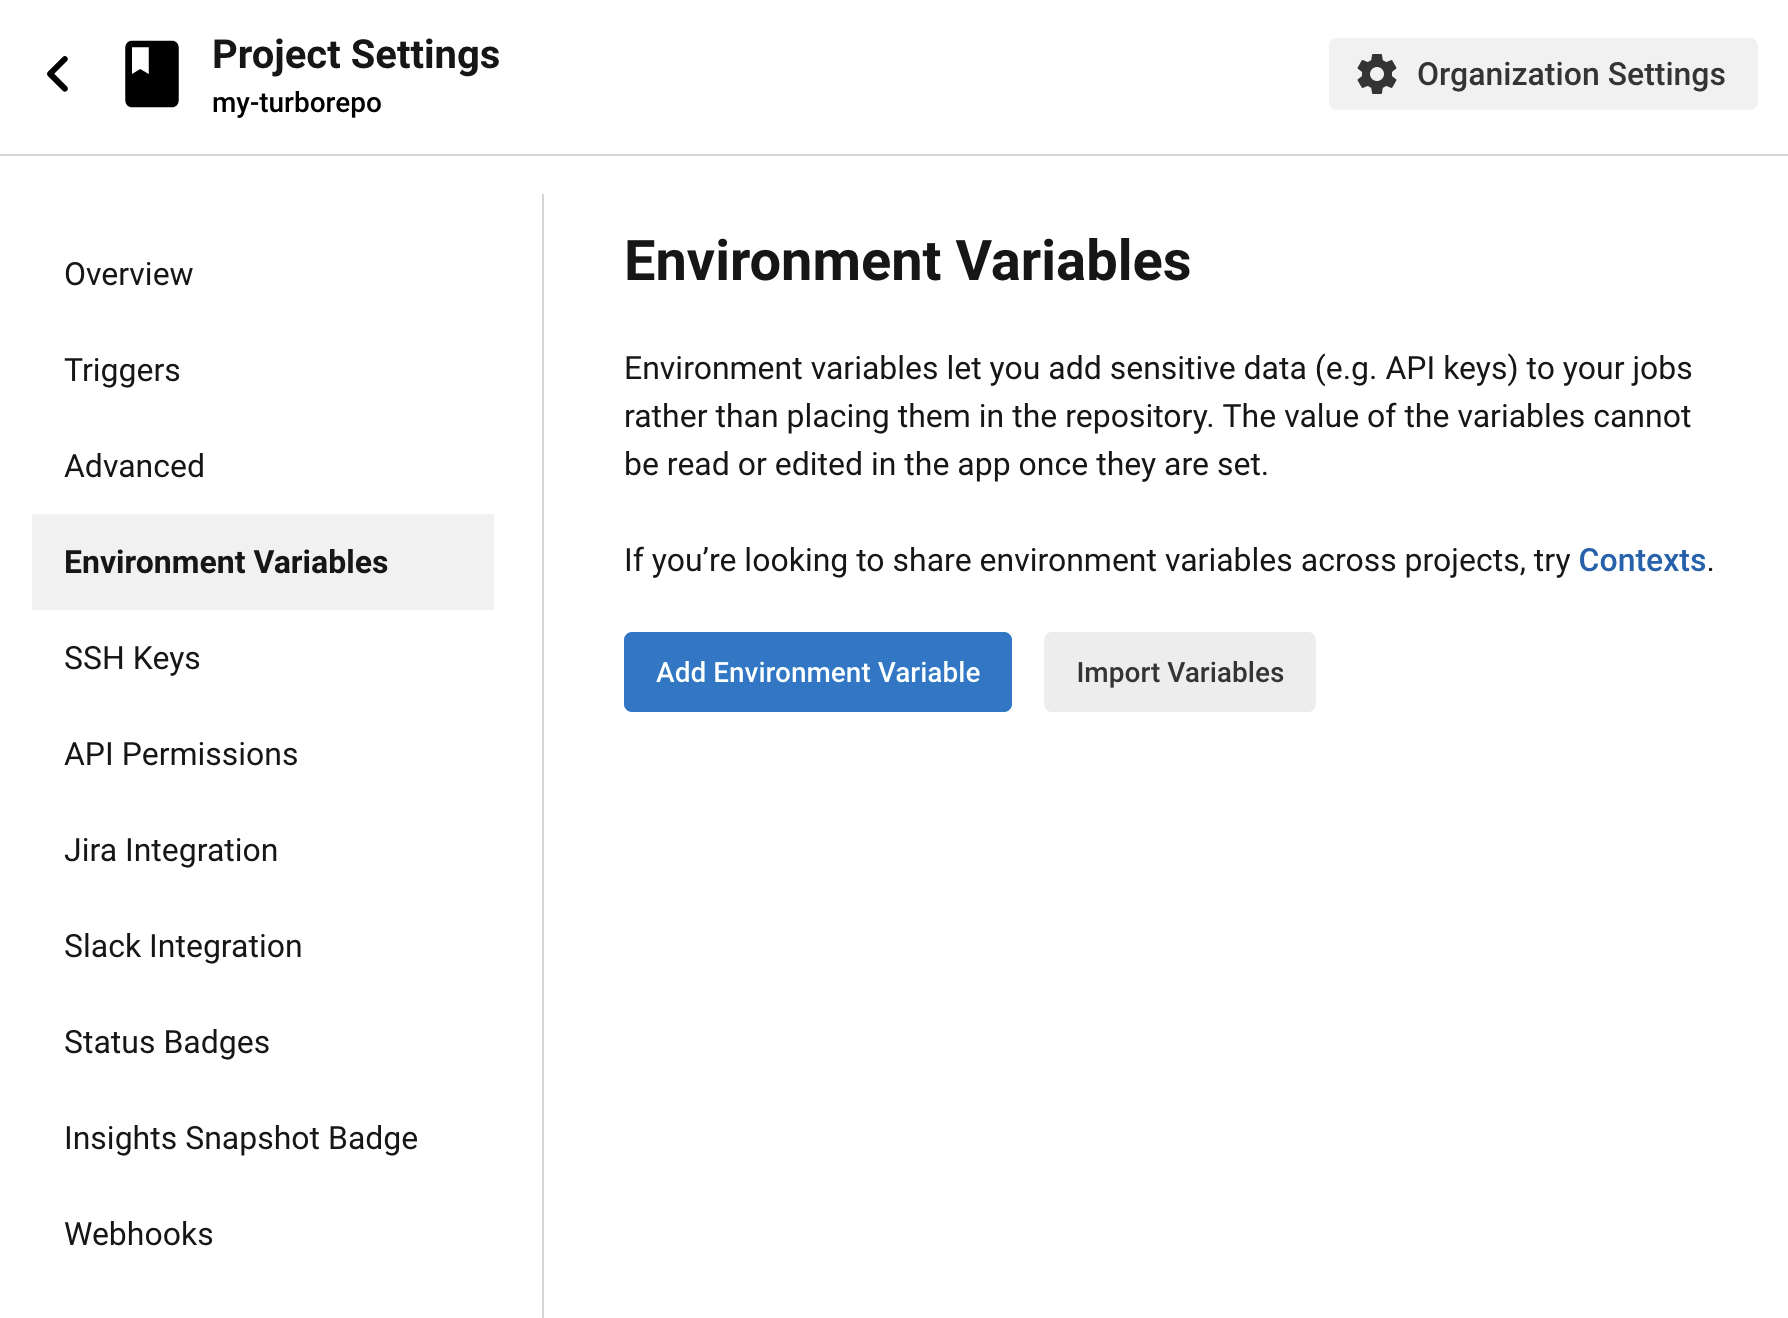 Project Settings
my-turborepo
Organization Settings
Overview
Triggers
Advanced
Environment Variables
SSH Keys
API Permissions
Jira Integration
Slack Integration
Status Badges
Insights Snapshot Badge
Webhooks
Environment Variables
Environment variables let you add sensitive data (e.g. API keys) to your jobs
rather than placing them in the repository. The value of the variables cannot
be read or edited in the app once they are set.
If you’re looking to share environment variables across projects, try Contexts.
Add Environment Variable
Import Variables